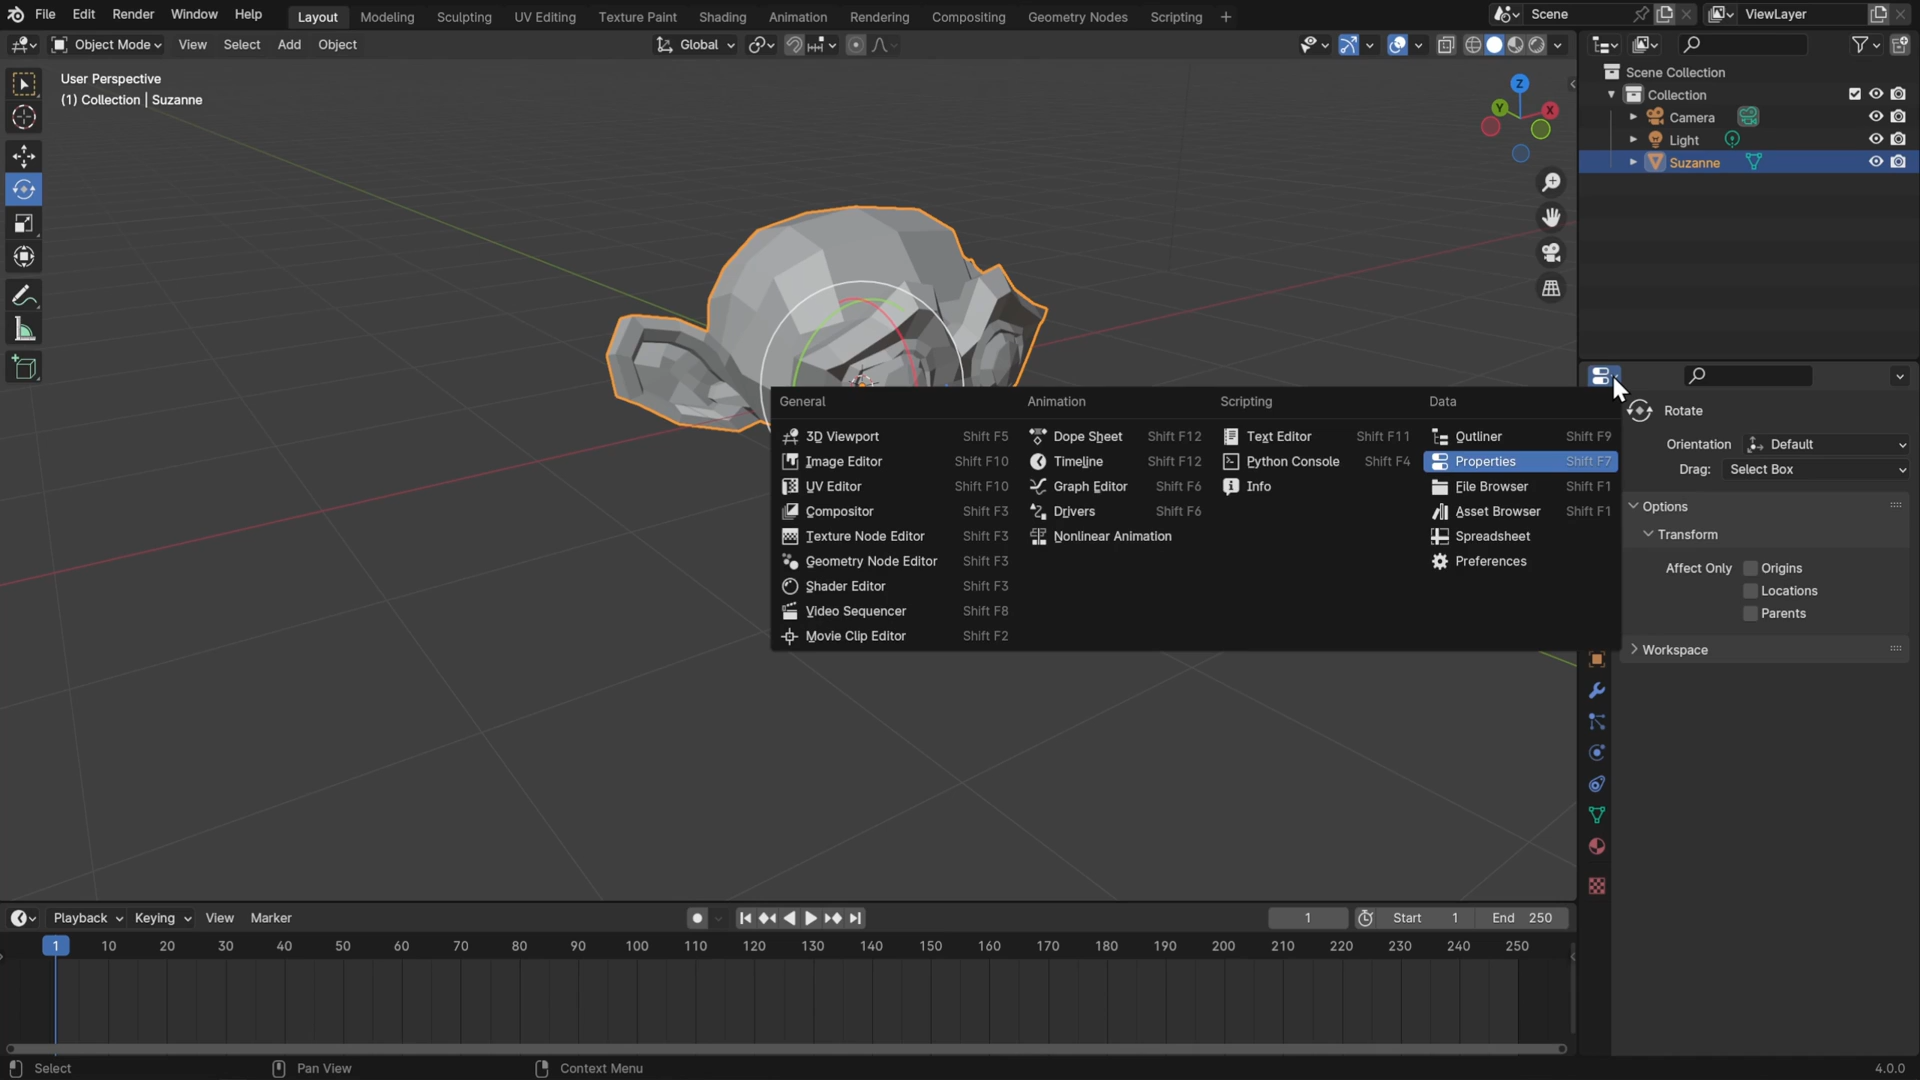 File Edit Render Window Help Layout Modeling Sculpting UV Editing Texture Paint Shading Animation Rendering Compositing Geometry Nodes Scripting + Scene ViewLayer
Object Mode View Select Add Object Global
User Perspective
(1) Collection | Suzanne
Z
Y
X
Scene Collection
Collection
Camera
Light
Suzanne
General
3D Viewport Shift F5
Image Editor Shift F10
UV Editor Shift F10
Compositor Shift F3
Texture Node Editor Shift F3
Geometry Node Editor Shift F3
Shader Editor Shift F3
Video Sequencer Shift F8
Movie Clip Editor Shift F2
Animation
Dope Sheet Shift F12
Timeline Shift F12
Graph Editor Shift F6
Drivers Shift F6
Nonlinear Animation
Scripting
Text Editor Shift F11
Python Console Shift F4
Info
Data
Outliner Shift F9
Properties Shift F7
File Browser Shift F1
Asset Browser Shift F1
Spreadsheet
Preferences
Rotate
Orientation Default
Drag: Select Box
Options
Transform
Affect Only Origins
Locations
Parents
Workspace
Playback Keying View Marker 1 Start 1 End 250
1 10 20 30 40 50 60 70 80 90 100 110 120 130 140 150 160 170 180 190 200 210 220 230 240 250
Select Pan View Context Menu 4.0.0